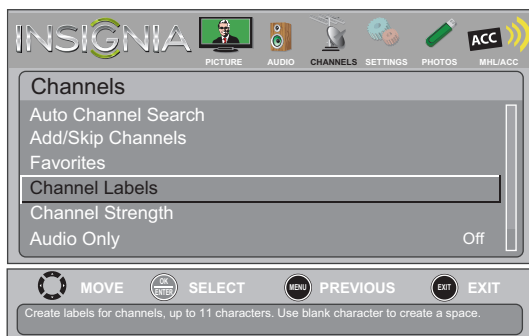 INSIGNIA
PICTURE AUDIO CHANNELS SETTINGS PHOTOS MHL/ACC
ACC
Channels
Auto Channel Search
Add/Skip Channels
Favorites
Channel Labels
Channel Strength
Audio Only Off
MOVE OK ENTER SELECT MENU PREVIOUS EXIT EXIT
Create labels for channels, up to 11 characters. Use blank character to create a space.